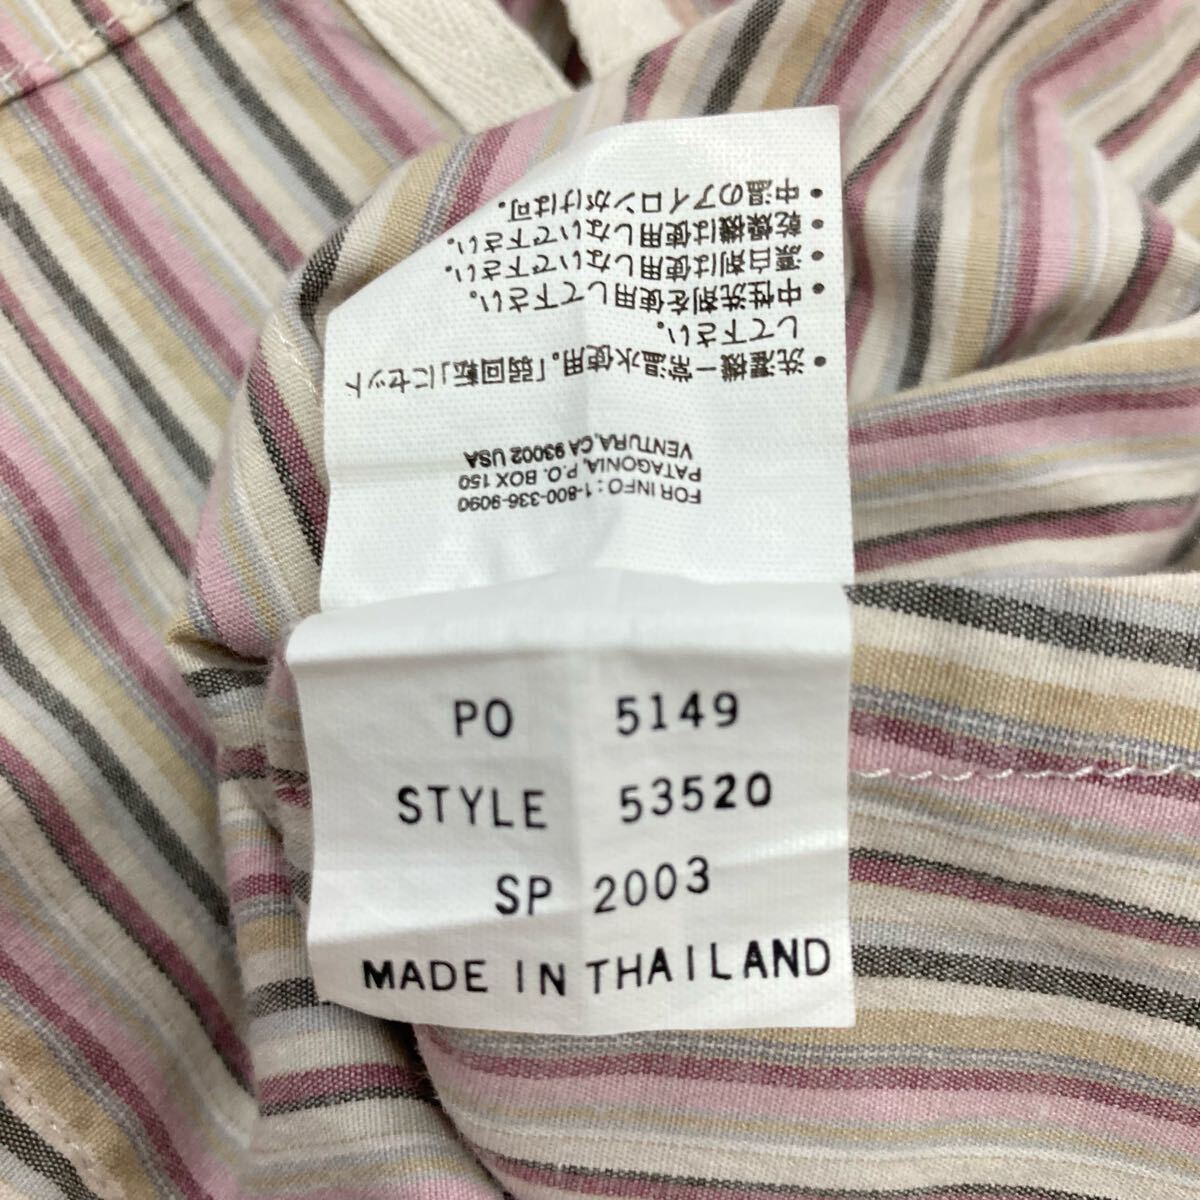 ・洗濯機一常温水使用。「弱回転」にセット
して下さい。
・中性洗剤を使用して下さい。
・漂白剤は使用しないで下さい。
・乾燥機は使用しないで下さい。
・中温のアイロンがけは可。
FOR INFO : 1-800-336-9090
PATAGONIA, P.O. BOX 150
VENTURA, CA 93002 USA
PO 5149
STYLE 53520
SP 2003
MADE IN THAILAND